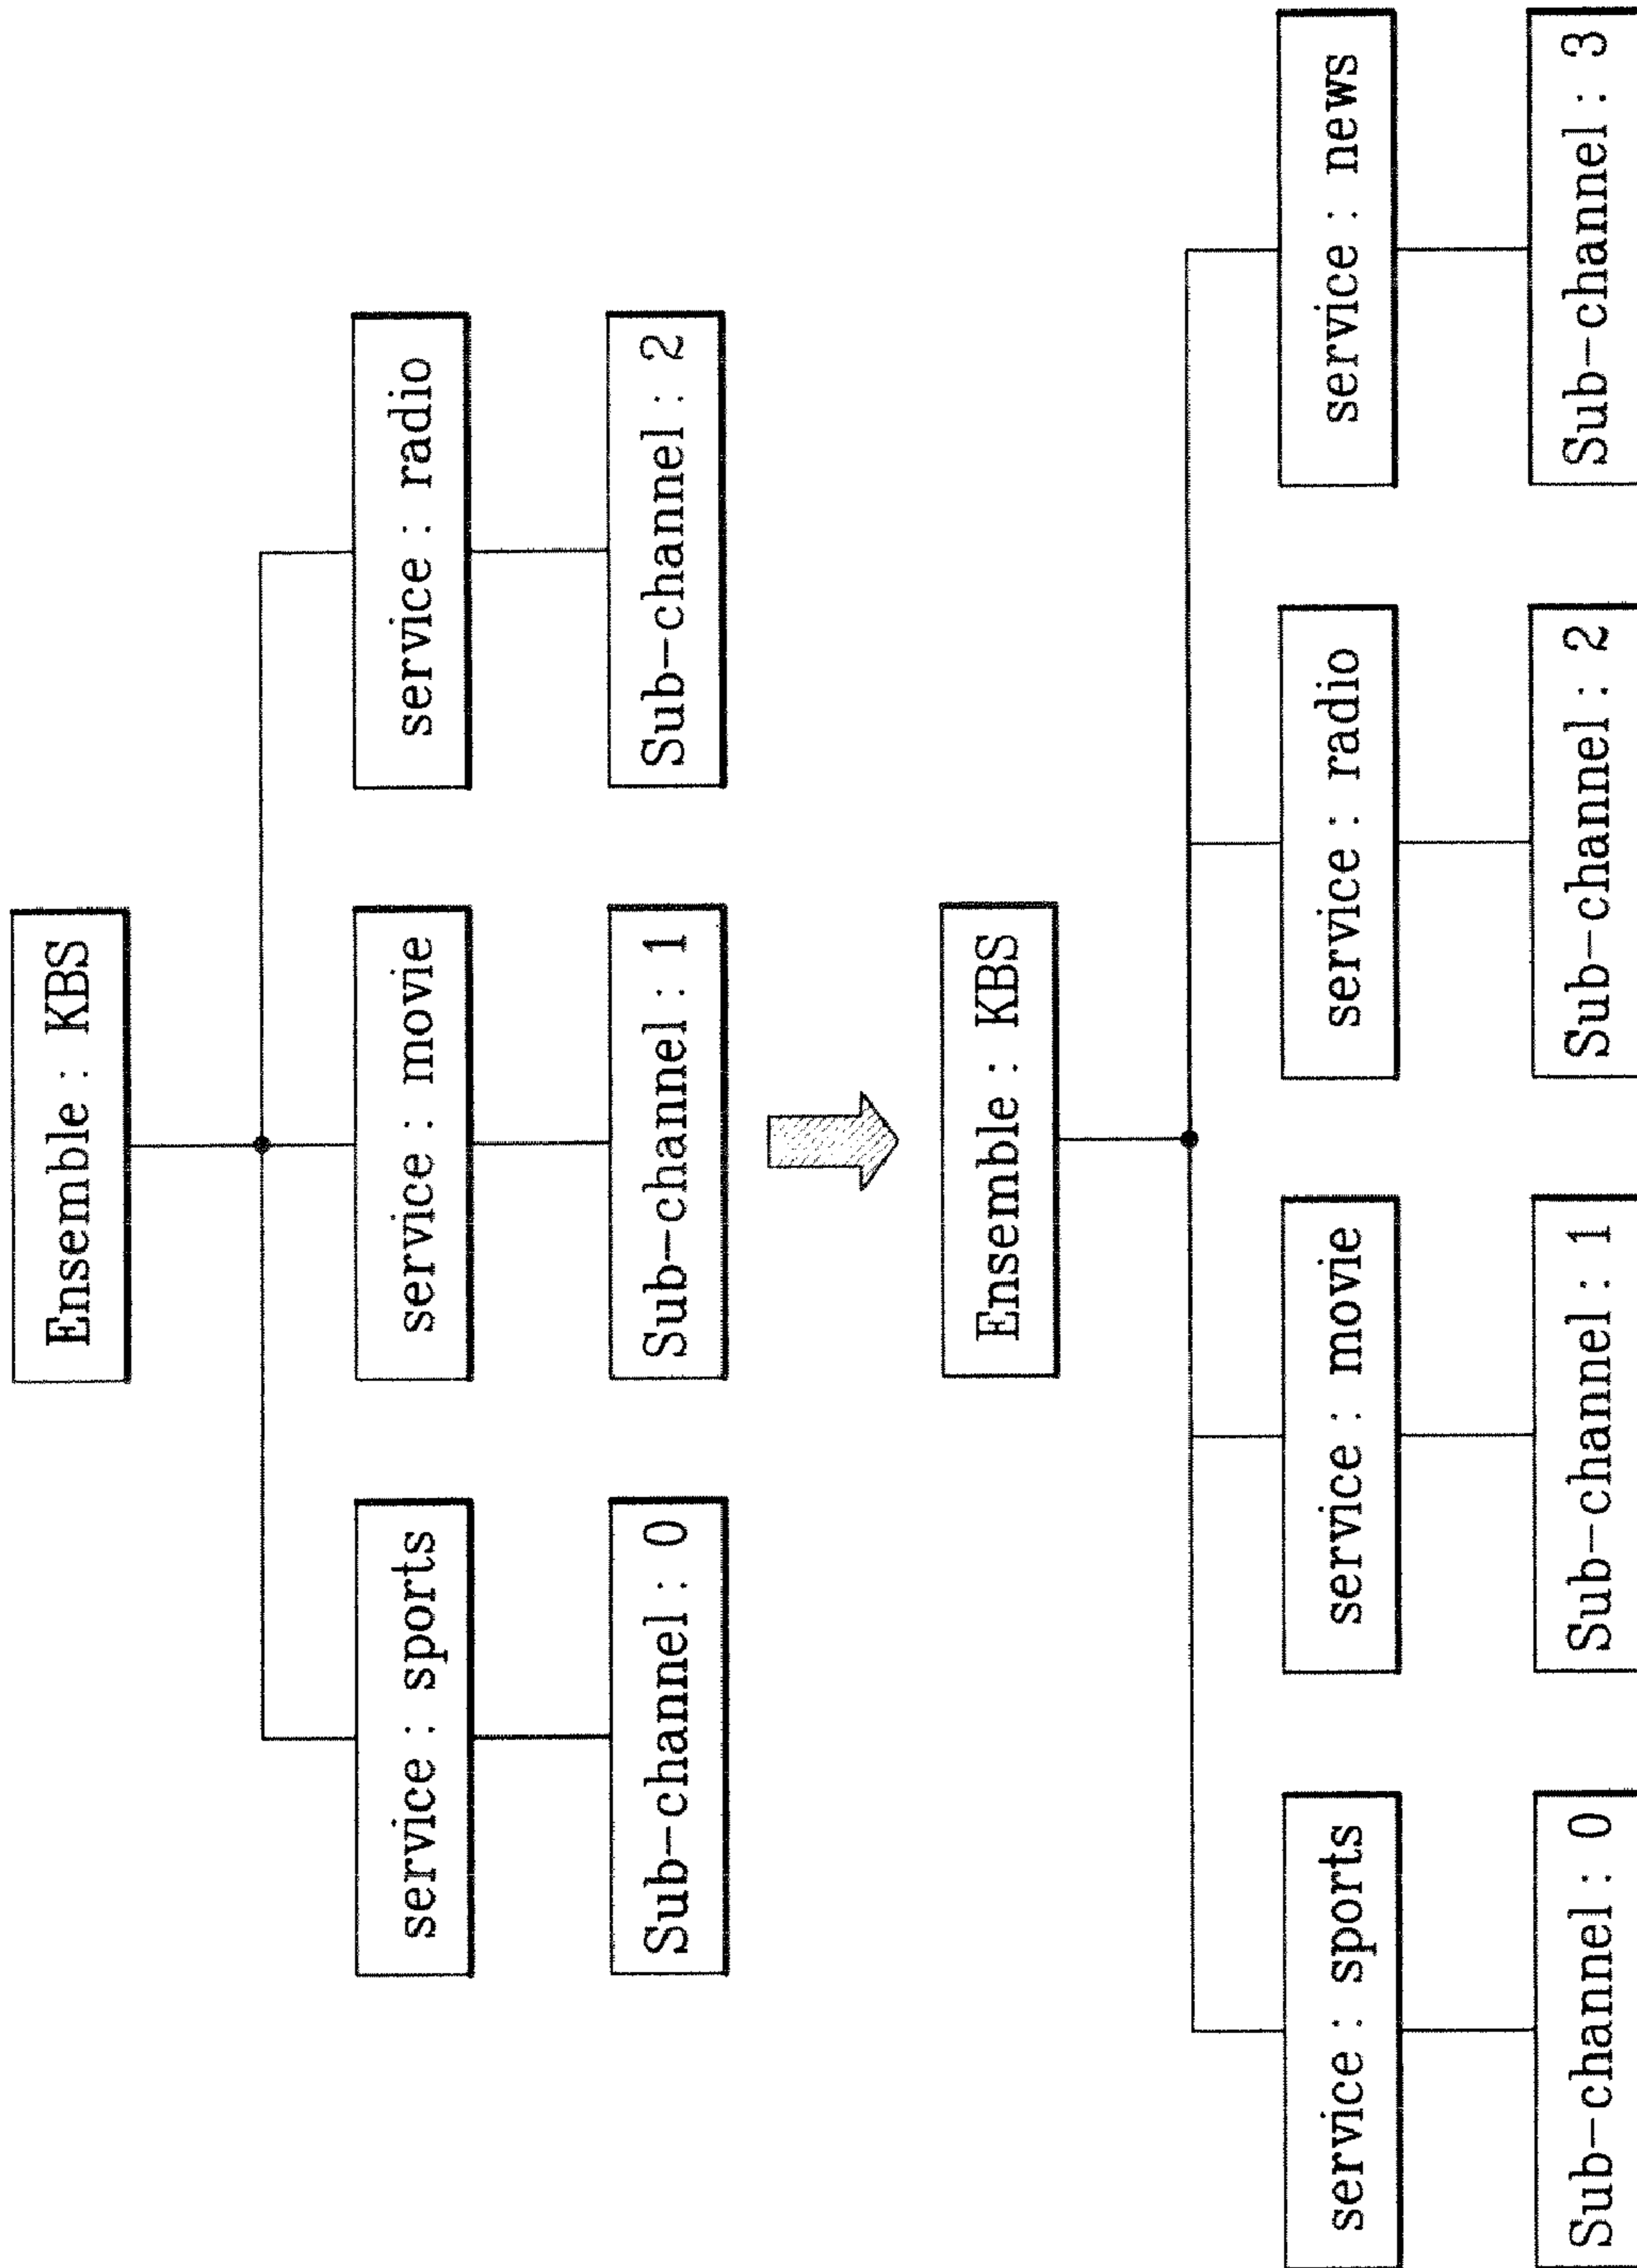 Ensemble : KBS
service : sports
service : movie
service : radio
Sub-channel : 0
Sub-channel : 1
Sub-channel : 2
Ensemble : KBS
service : sports
service : movie
service : radio
service : news
Sub-channel : 0
Sub-channel : 1
Sub-channel : 2
Sub-channel : 3